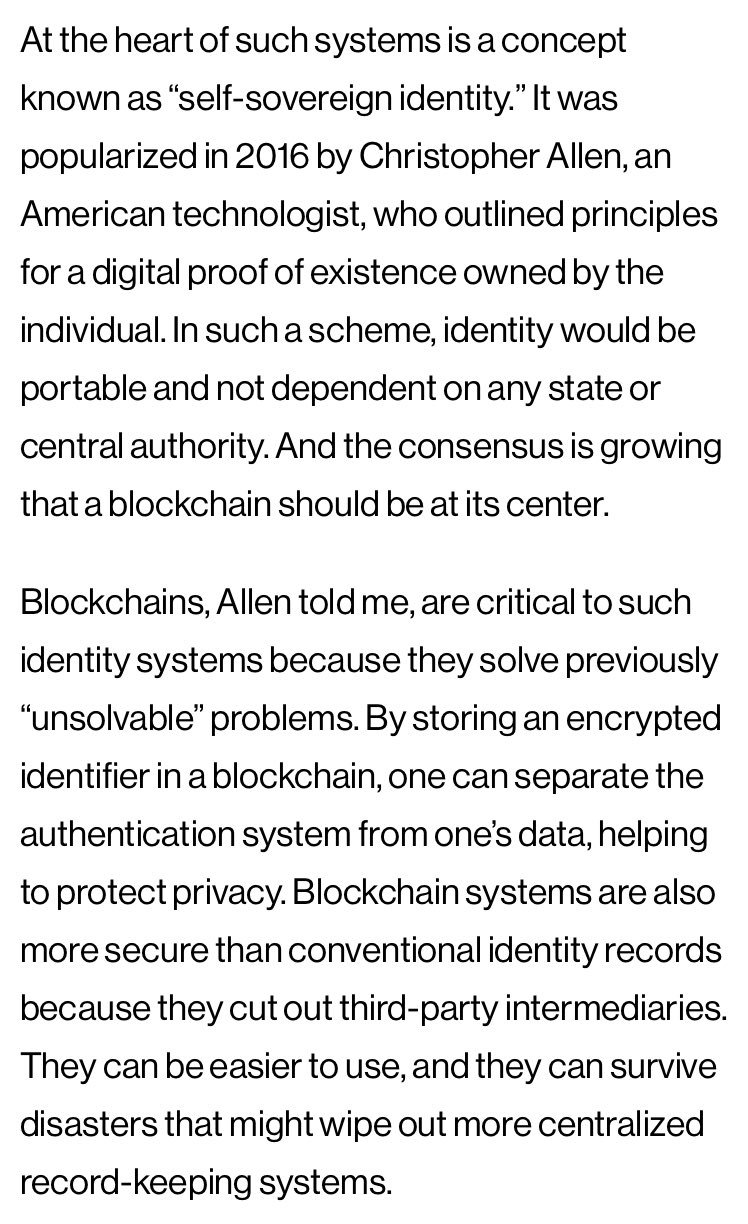 At the heart of such systems is a concept
known as “self-sovereign identity.” It was
popularized in 2016 by Christopher Allen, an
American technologist, who outlined principles
for a digital proof of existence owned by the
individual. In such a scheme, identity would be
portable and not dependent on any state or
central authority. And the consensus is growing
that a blockchain should be at its center.
Blockchains, Allen told me, are critical to such
identity systems because they solve previously
“unsolvable” problems. By storing an encrypted
identifier in a blockchain, one can separate the
authentication system from one’s data, helping
to protect privacy. Blockchain systems are also
more secure than conventional identity records
because they cut out third-party intermediaries.
They can be easier to use, and they can survive
disasters that might wipe out more centralized
record-keeping systems.